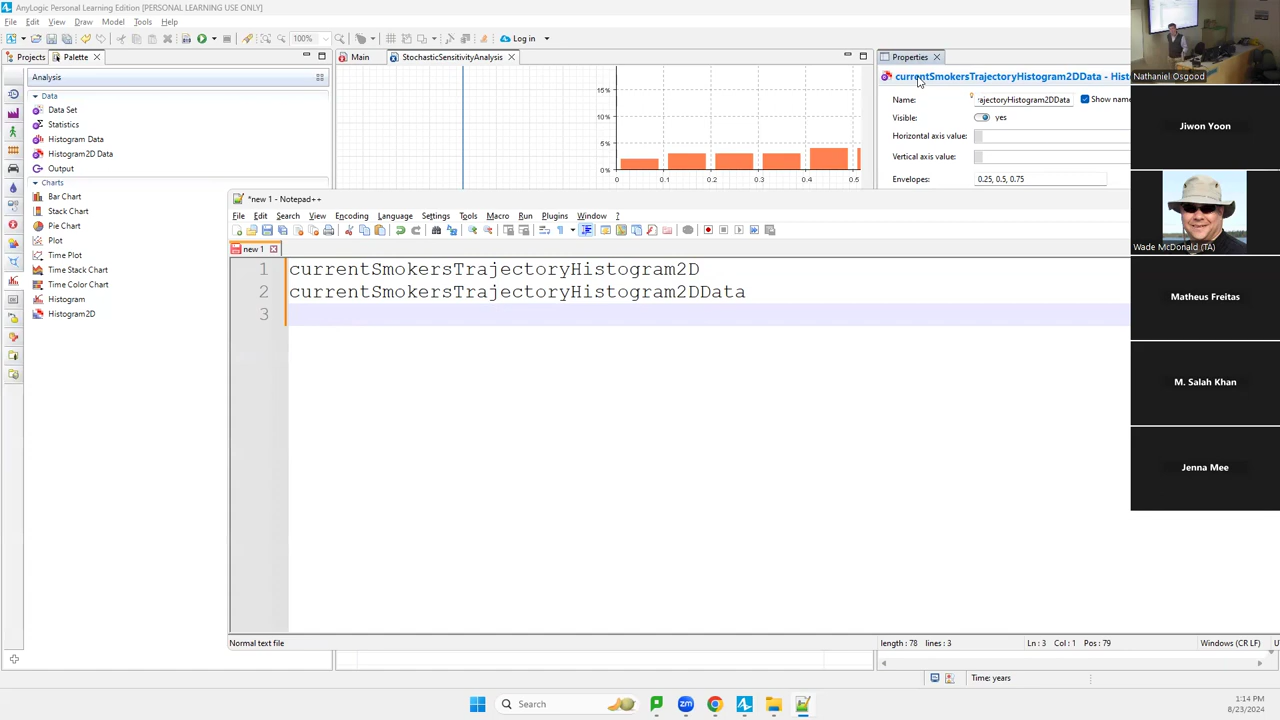 AnyLogic Personal Learning Edition [PERSONAL LEARNING USE ONLY]
File Edit View Draw Model Tools Help
100% Log in
Projects Palette Main StochasticSensitivityAnalysis Properties
Analysis
Data
Data Set
Statistics
Histogram Data
Histogram2D Data
Output
Charts
Bar Chart
Stack Chart
Pie Chart
Plot
Time Plot
Time Stack Chart
Time Color Chart
Histogram
Histogram2D
15%
10%
5%
0%
0 0.1 0.2 0.3 0.4 0.5
currentSmokersTrajectoryHistogram2DData - Histo
Name: rajectoryHistogram2DData Show name
Visible: yes
Horizontal axis value:
Vertical axis value:
Envelopes: 0.25, 0.5, 0.75
*new 1 - Notepad++
File Edit Search View Encoding Language Settings Tools Macro Run Plugins Window ?
new 1
1 currentSmokersTrajectoryHistogram2D
2 currentSmokersTrajectoryHistogram2DData
3
Normal text file length : 78 lines : 3 Ln : 3 Col : 1 Pos : 79 Windows (CR LF) U
Time: years
Nathaniel Osgood
Jiwon Yoon
Wade McDonald (TA)
Matheus Freitas
M. Salah Khan
Jenna Mee
Search
1:14 PM
8/23/2024